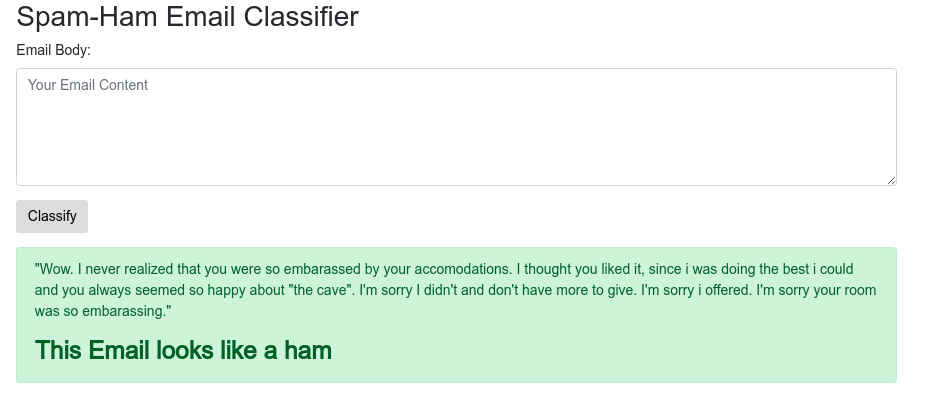 Spam-Ham Email Classifier
Email Body:
Your Email Content
Classify
"Wow. I never realized that you were so embarassed by your accomodations. I thought you liked it, since i was doing the best i could
and you always seemed so happy about "the cave". I'm sorry I didn't and don't have more to give. I'm sorry i offered. I'm sorry your room
was so embarassing."
This Email looks like a ham